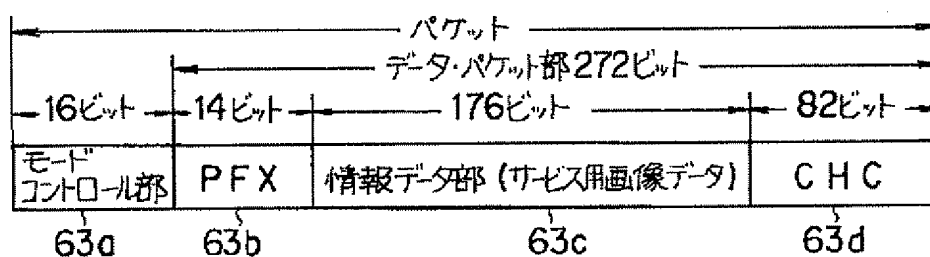 パケット
データ・パケット部272ビット
16ビット 14ビット 176ビット 82ビット
モード
コントロール部 PFX 情報データ部(サービス用画像データ) CHC
63a 63b 63c 63d